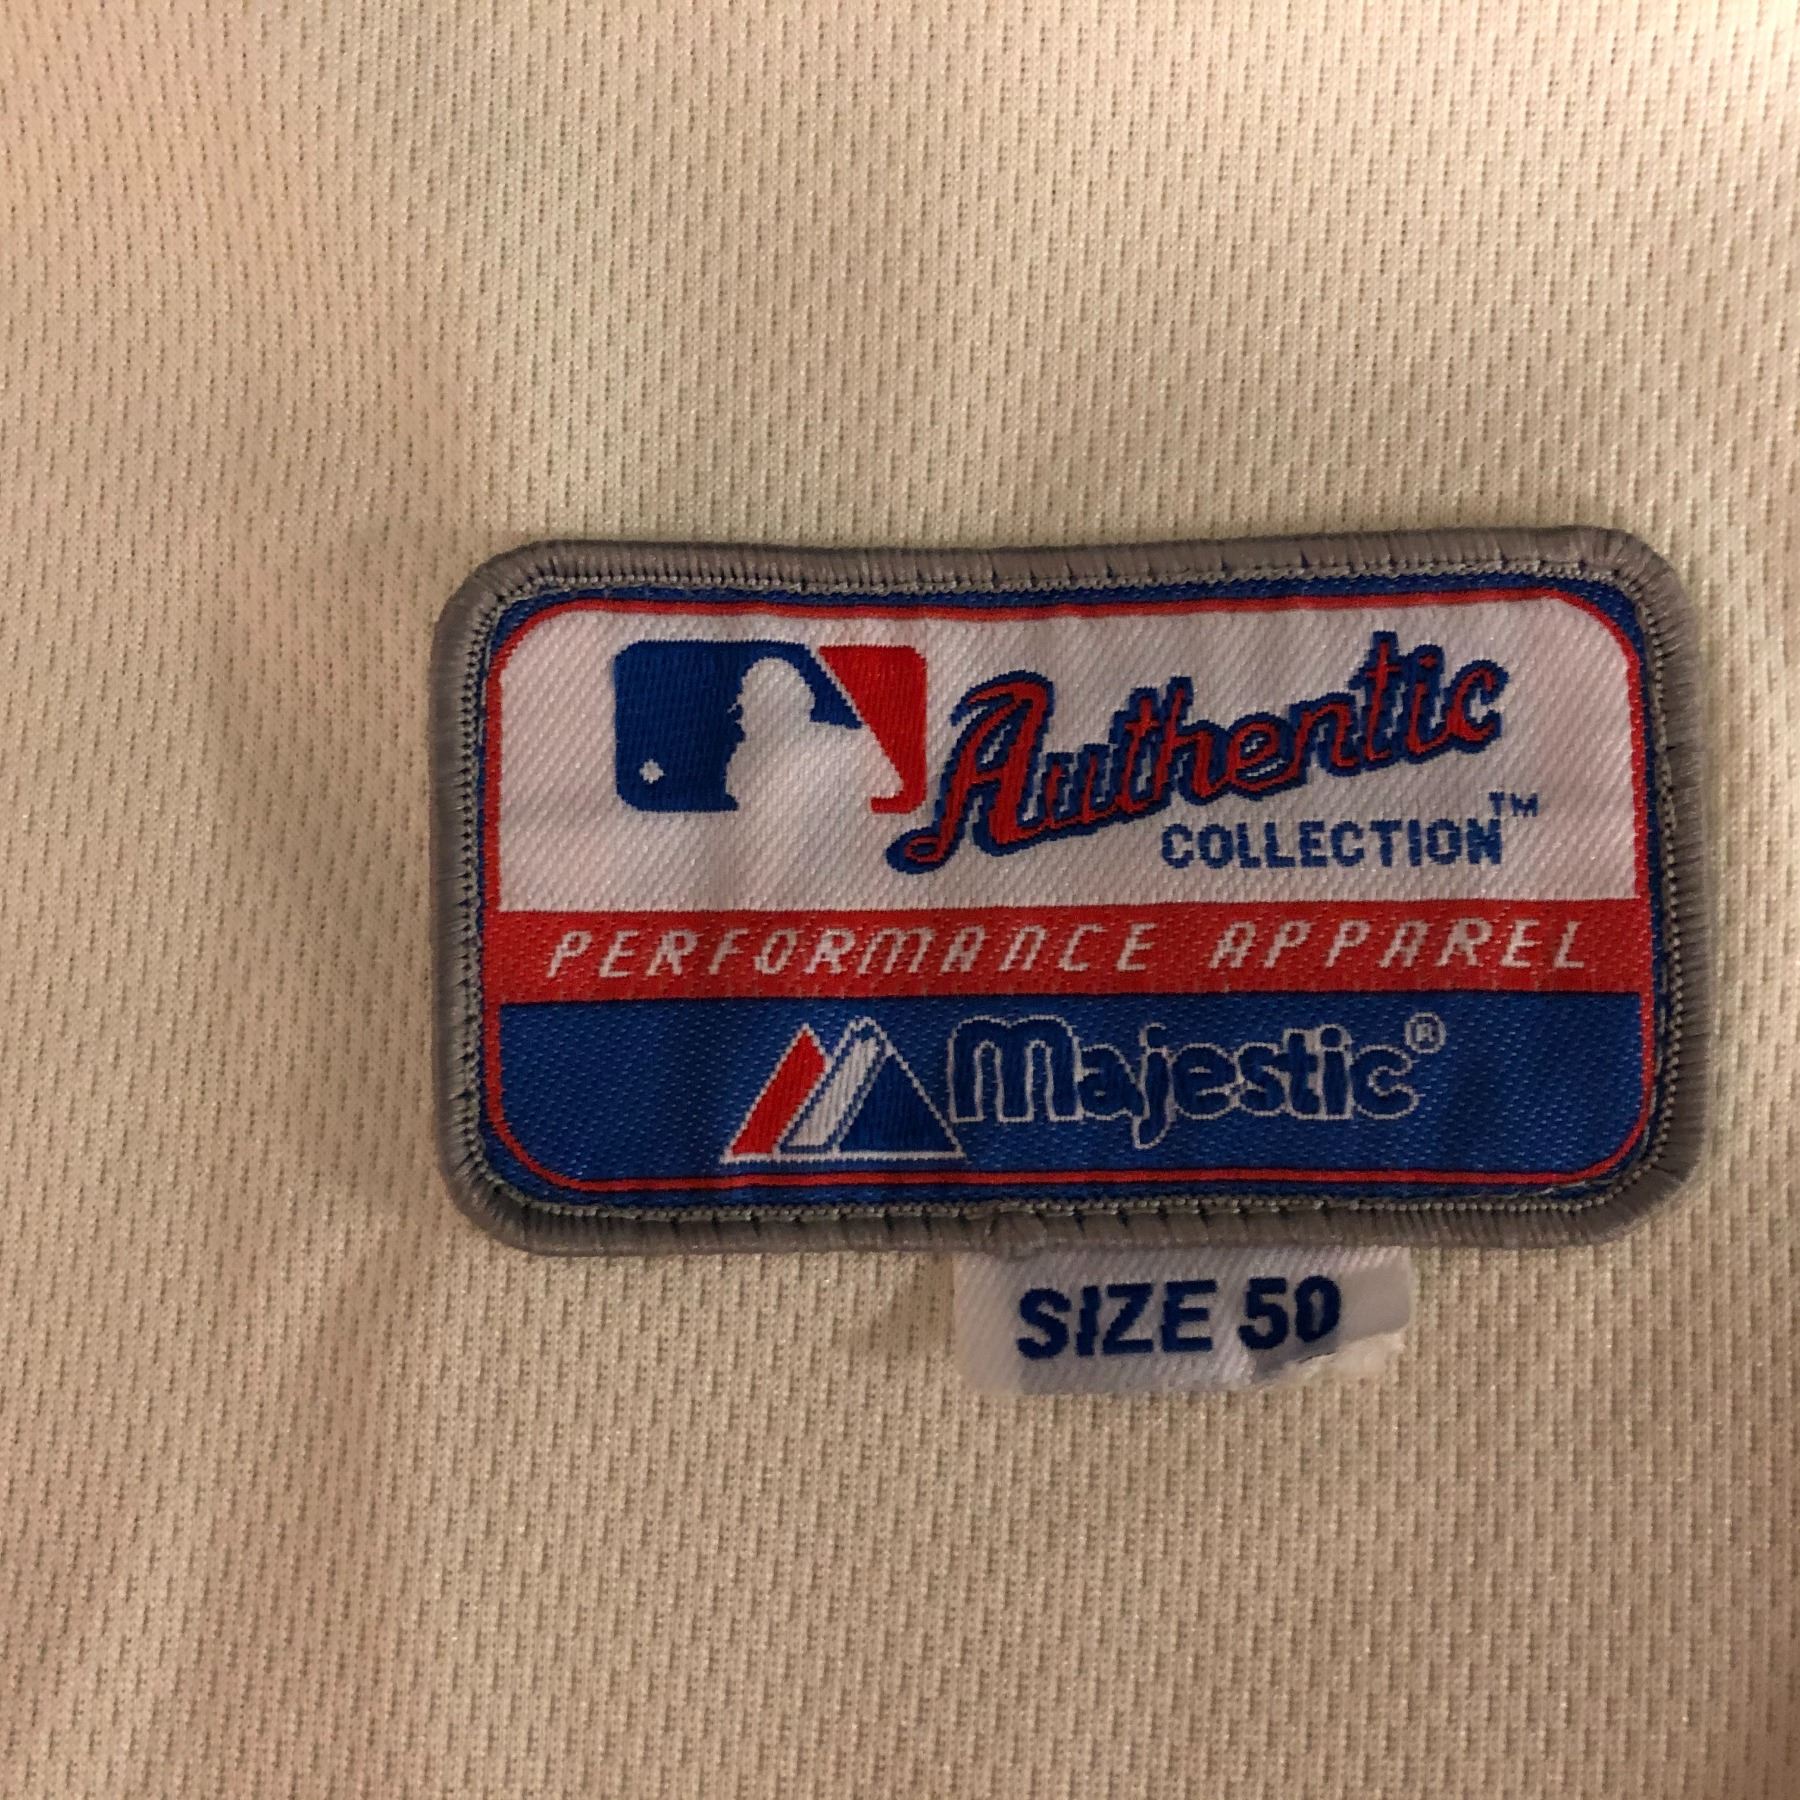 Authentic
COLLECTION™
PERFORMANCE APPAREL
Majestic®
SIZE 50